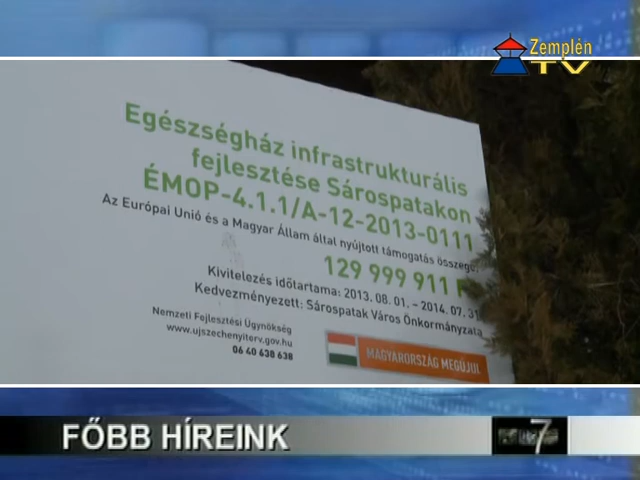 Zemplén
TV
Egészségház infrastrukturális
fejlesztése Sárospatakon
ÉMOP-4.1.1/A-12-2013-0111
Az Európai Unió és a Magyar Állam által nyújtott támogatás összege:
129 999 911
Kivitelezés időtartama: 2013. 08. 01. - 2014. 07. 31.
Kedvezményezett: Sárospatak Város Önkormányzata
Nemzeti Fejlesztési Ügynökség
www.ujszechenyiterv.gov.hu
06 40 638 638
MAGYARORSZÁG MEGÚJUL
FŐBB HÍREINK
7